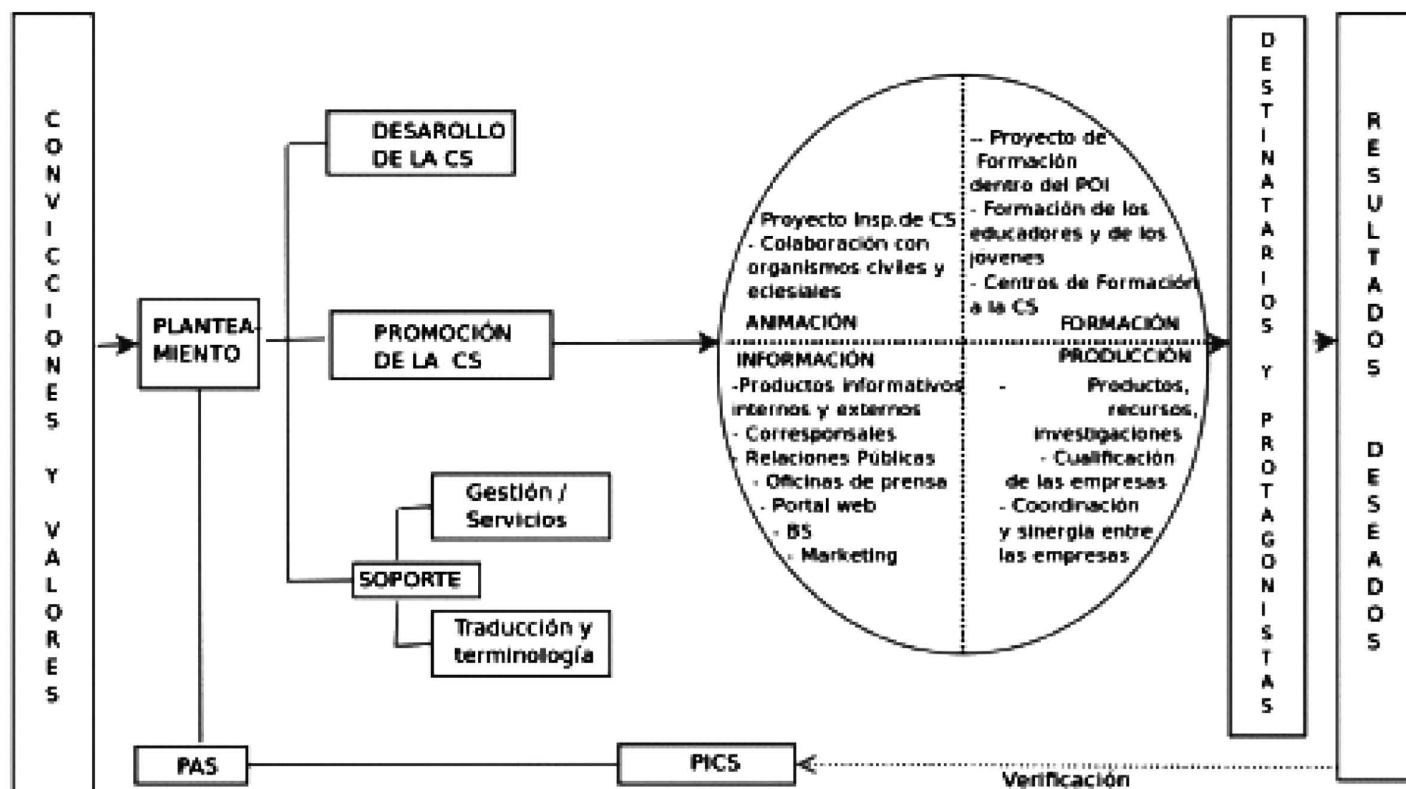 CONVICCIONES Y VALORES
PLANTEA-
MIENTO
DESAROLLO
DE LA CS
PROMOCIÓN
DE LA CS
Gestión /
Servicios
SOPORTE
Traducción y
terminología
PAS
PICS
- Proyecto Insp.de CS
- Colaboración con
organismos civiles y
eclesiales
ANIMACIÓN
-- Proyecto de
Formación
dentro del POI
- Formación de los
educadores y de los
jóvenes
- Centros de Formación
a la CS
FORMACIÓN
INFORMACIÓN
-Productos informativos
internos y externos
- Corresponsales
- Relaciones Públicas
- Oficinas de prensa
- Portal web
- BS
- Marketing
PRODUCCIÓN
- Productos,
recursos,
investigaciones
- Cualificación
de las empresas
- Coordinación
y sinergia entre
las empresas
DESTINATARIOS Y PROTAGONISTAS
RESULTADOS DESEADOS
Verificación